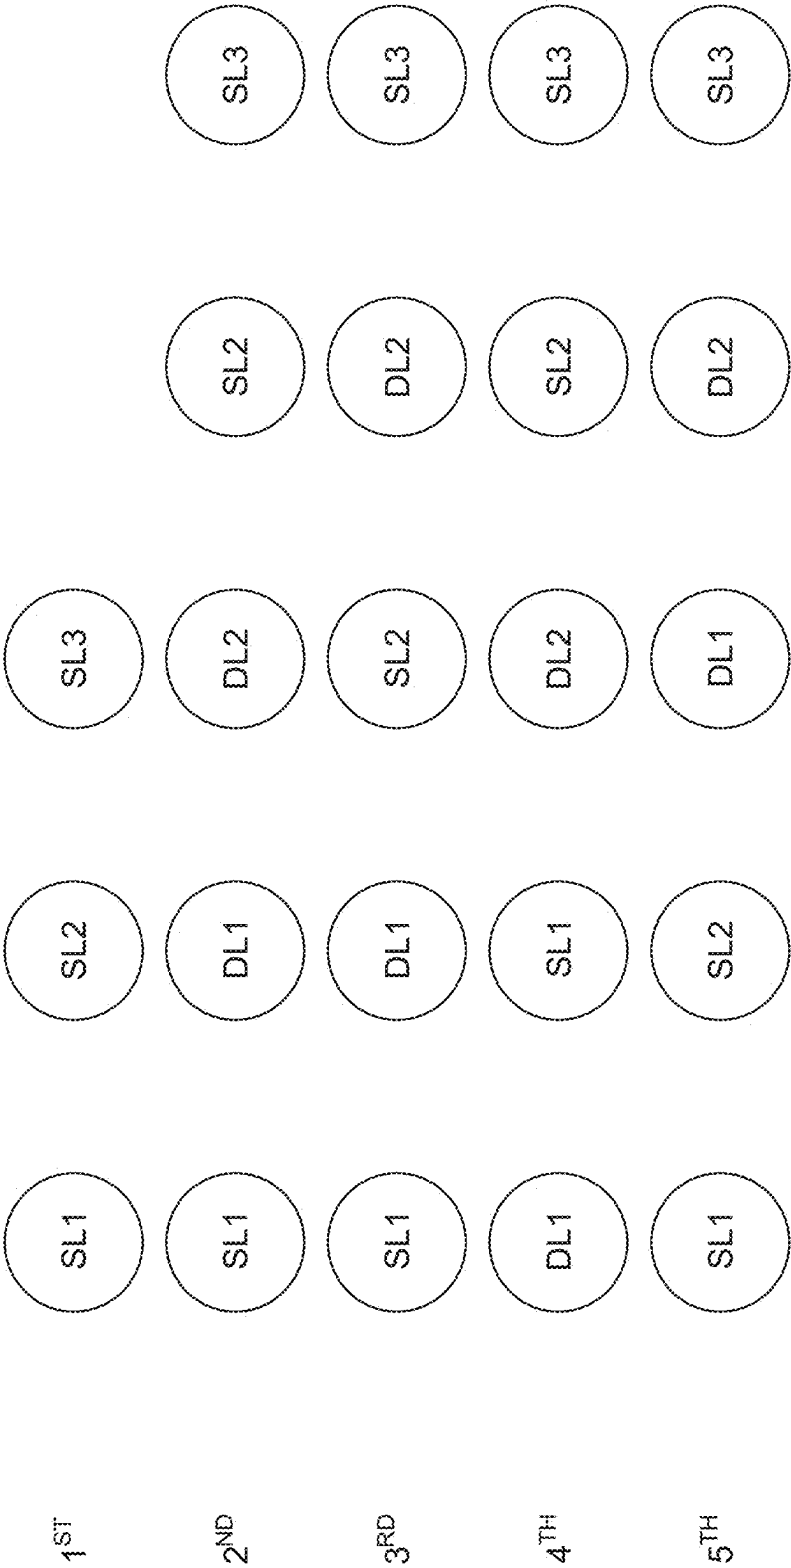 1ST SL1 SL2 SL3
2ND SL1 DL1 DL2 SL2 SL3
3RD SL1 DL1 SL2 DL2 SL3
4TH DL1 SL1 DL2 SL2 SL3
5TH SL1 SL2 DL1 DL2 SL3